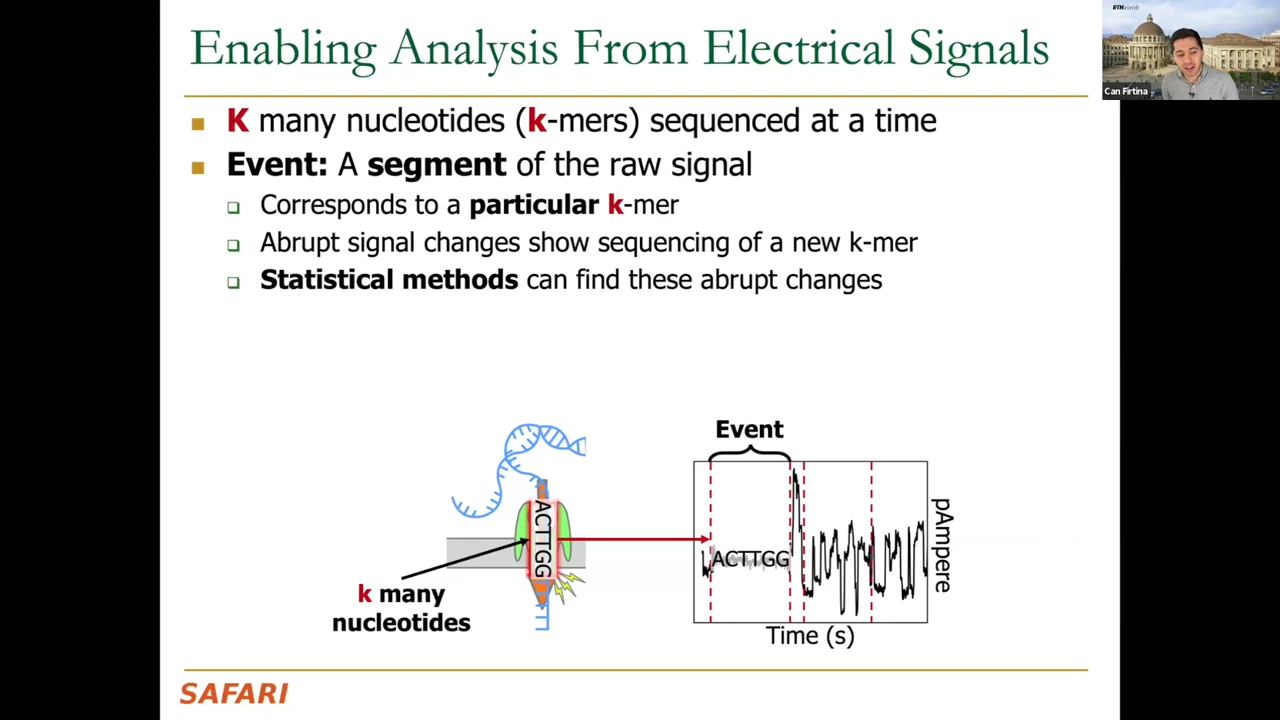 Enabling Analysis From Electrical Signals
ETH zürich
Can Firtina
K many nucleotides (k-mers) sequenced at a time
Event: A segment of the raw signal
Corresponds to a particular k-mer
Abrupt signal changes show sequencing of a new k-mer
Statistical methods can find these abrupt changes
Event
ACTTGG
ACTTGG
pAmpere
k many
nucleotides
Time (s)
SAFARI